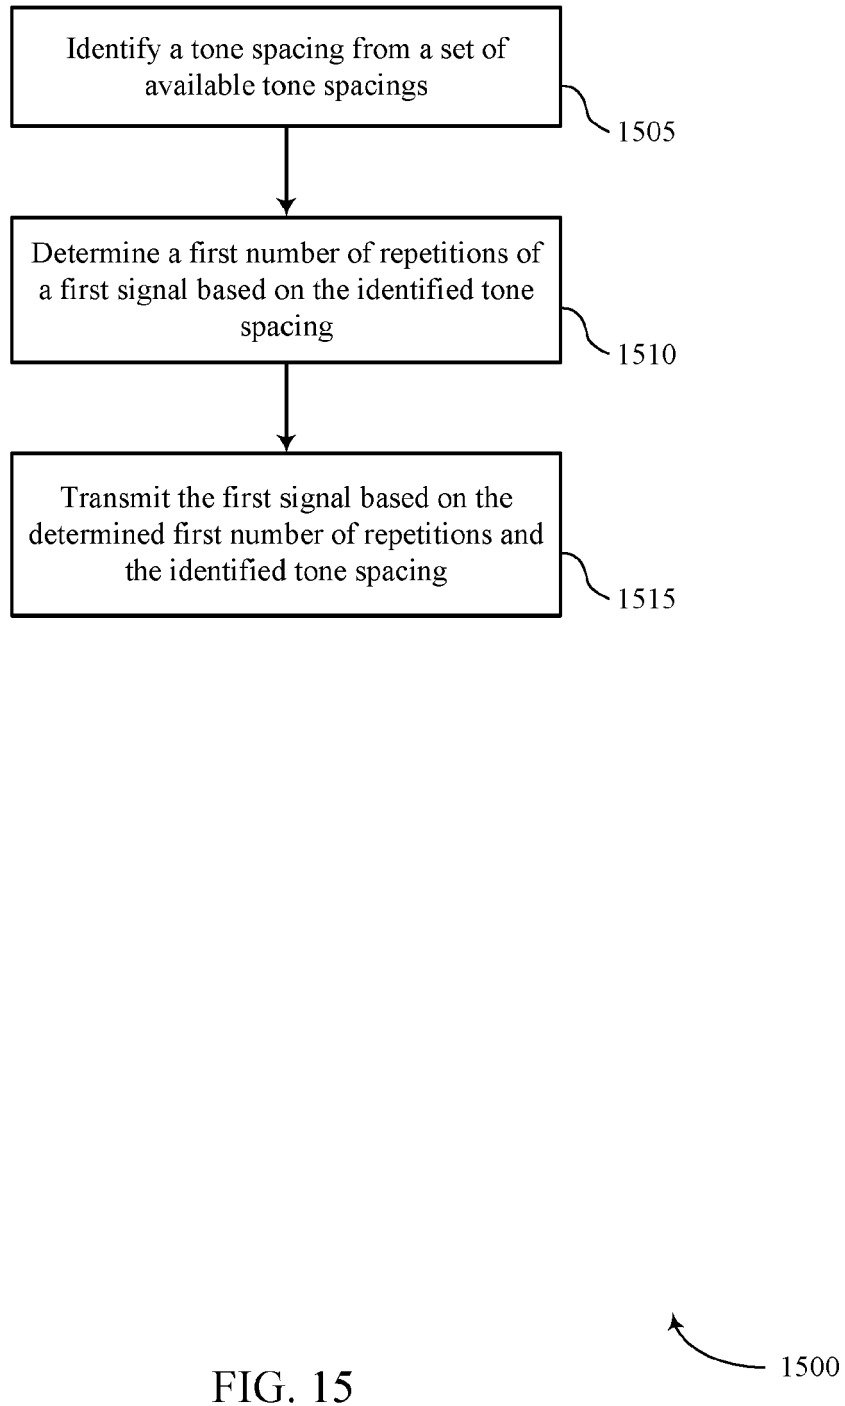 Identify a tone spacing from a set of
available tone spacings
1505
Determine a first number of repetitions of
a first signal based on the identified tone
spacing
1510
Transmit the first signal based on the
determined first number of repetitions and
the identified tone spacing
1515
1500
FIG. 15